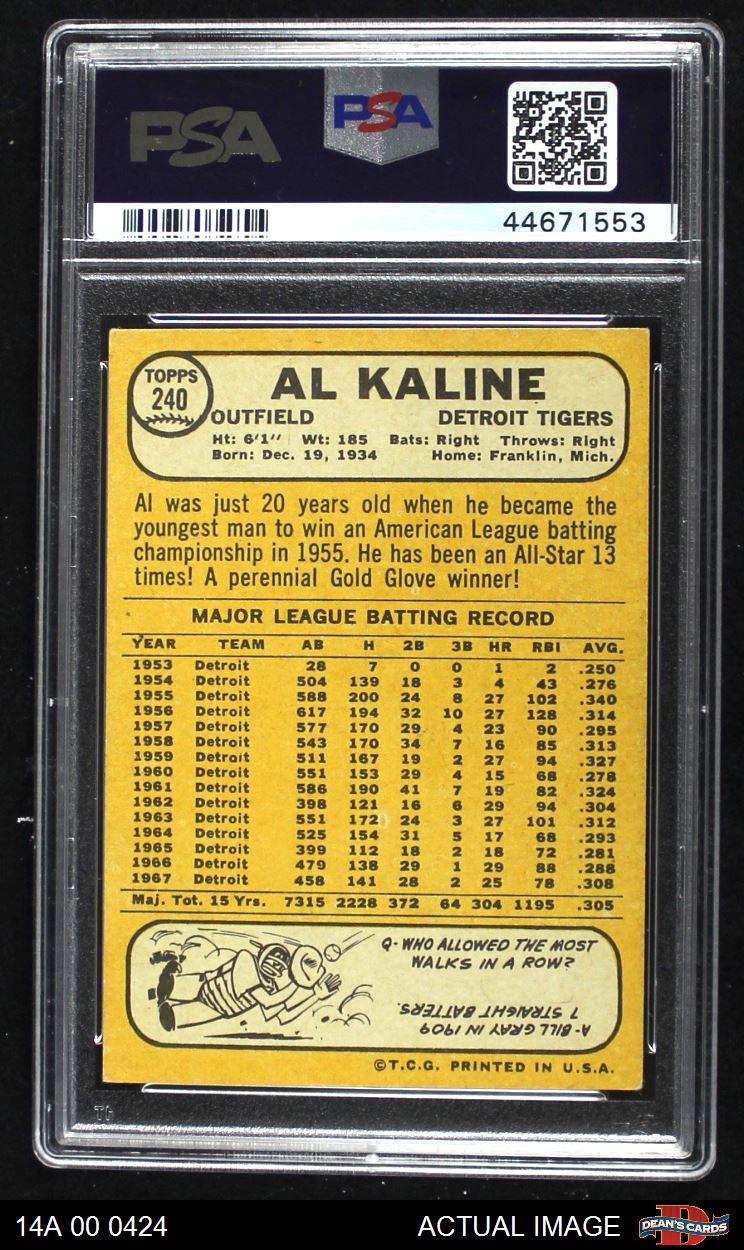 PSA
PSA
44671553
TOPPS
240
AL KALINE
OUTFIELD DETROIT TIGERS
Ht: 6'1" Wt: 185 Bats: Right Throws: Right
Born: Dec. 19, 1934 Home: Franklin, Mich.
Al was just 20 years old when he became the
youngest man to win an American League batting
championship in 1955. He has been an All-Star 13
times! A perennial Gold Glove winner!
MAJOR LEAGUE BATTING RECORD
YEAR TEAM AB H 2B 3B HR RBI AVG.
1953 Detroit 28 7 0 0 1 2 .250
1954 Detroit 504 139 18 3 4 43 .276
1955 Detroit 588 200 24 8 27 102 .340
1956 Detroit 617 194 32 10 27 128 .314
1957 Detroit 577 170 29 4 23 90 .295
1958 Detroit 543 170 34 7 16 85 .313
1959 Detroit 511 167 19 2 27 94 .327
1960 Detroit 551 153 29 4 15 68 .278
1961 Detroit 586 190 41 7 19 82 .324
1962 Detroit 398 121 16 6 29 94 .304
1963 Detroit 551 172 24 3 27 101 .312
1964 Detroit 525 154 31 5 17 68 .293
1965 Detroit 399 112 18 2 18 72 .281
1966 Detroit 479 138 29 1 29 88 .288
1967 Detroit 458 141 28 2 25 78 .308
Maj. Tot. 15 Yrs. 7315 2228 372 64 304 1195 .305
Q-WHO ALLOWED THE MOST
WALKS IN A ROW?
A-BILL GRAY IN 1909
7 STRAIGHT BATTERS.
©T.C.G. PRINTED IN U.S.A.
14A 00 0424 ACTUAL IMAGE DEAN'S CARDS